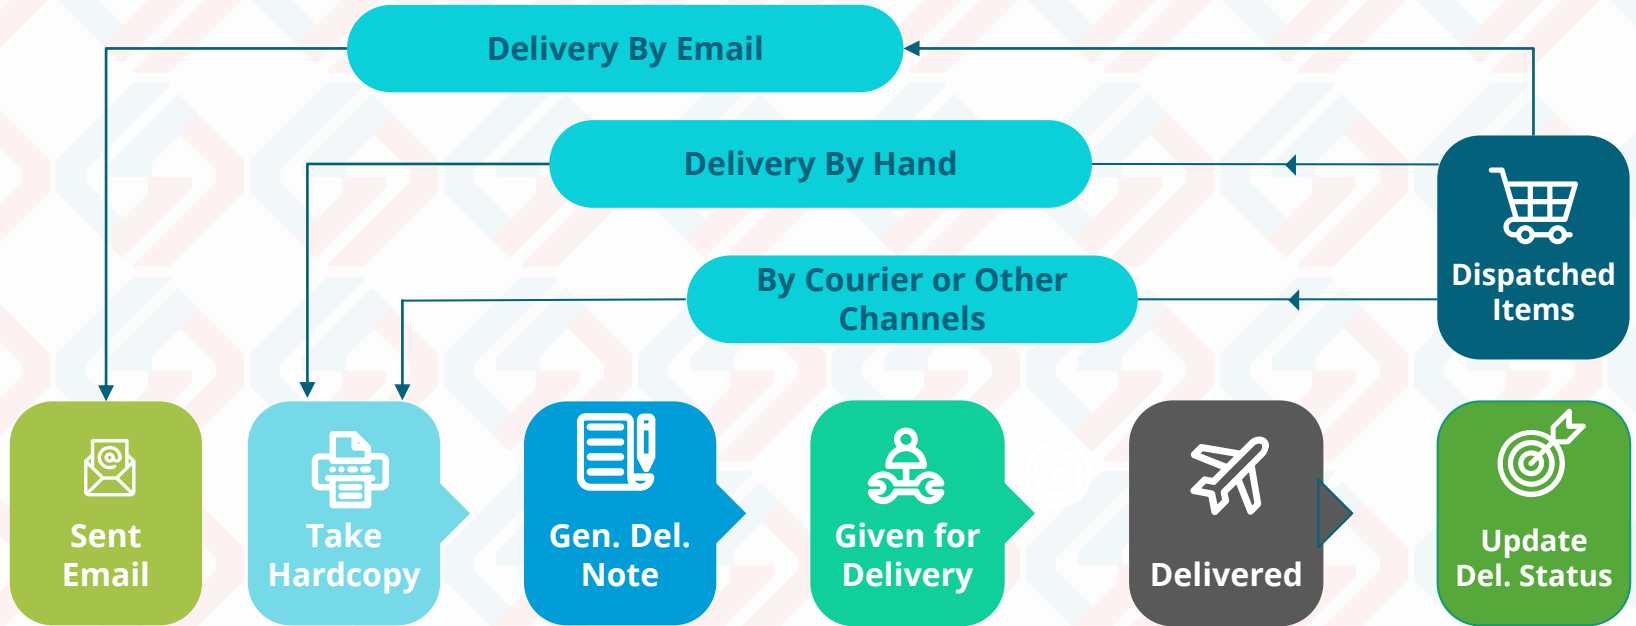 Delivery By Email
Delivery By Hand
By Courier or Other
Channels
Dispatched
Items
Sent
Email
Take
Hardcopy
Gen. Del.
Note
Given for
Delivery
Delivered
Update
Del. Status